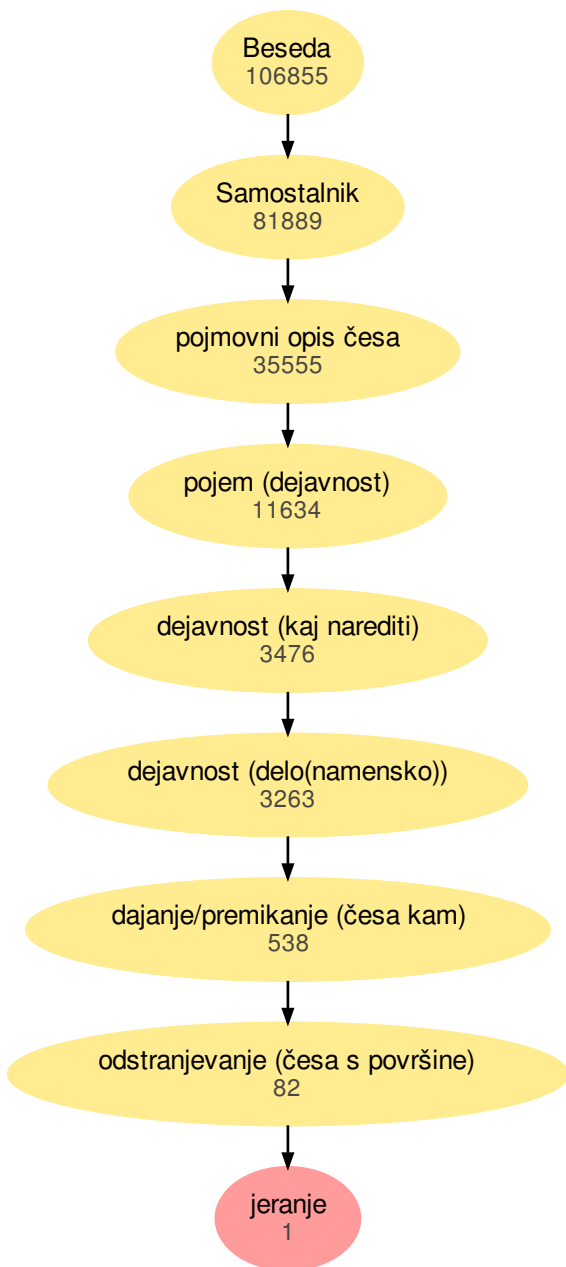 Beseda
106855
Samostalnik
81889
pojmovni opis česa
35555
pojem (dejavnost)
11634
dejavnost (kaj narediti)
3476
dejavnost (delo(namensko))
3263
dajanje/premikanje (česa kam)
538
odstranjevanje (česa s površine)
82
jeranje
1